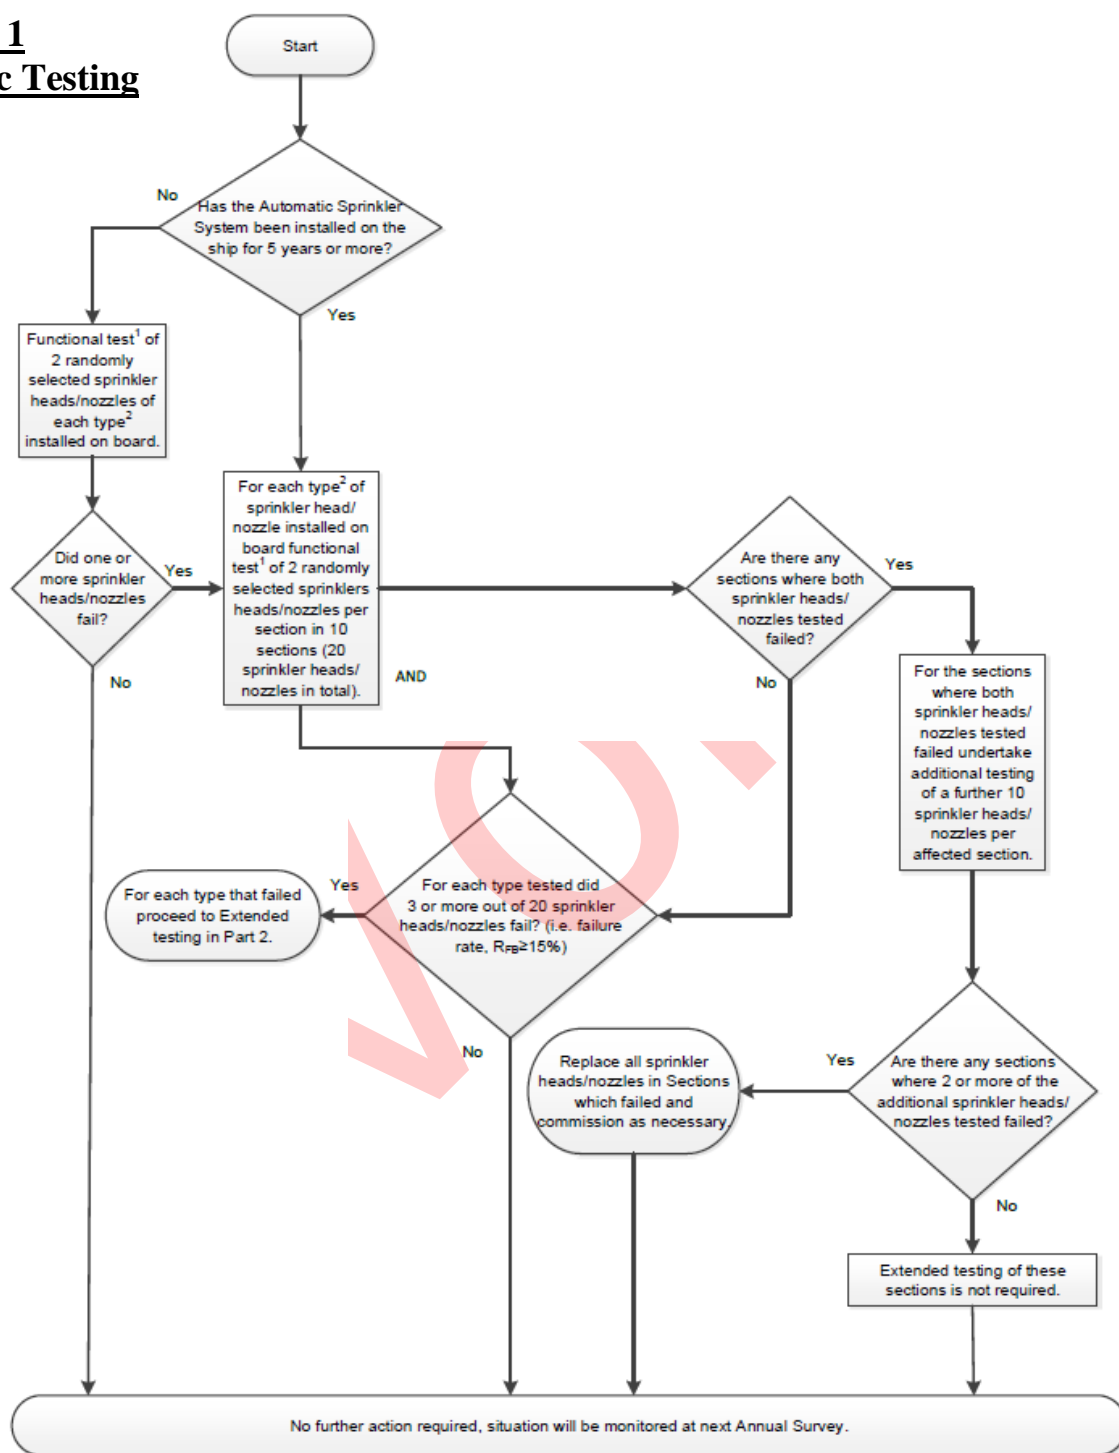 1
c Testing
Start
No
Has the Automatic Sprinkler
System been installed on the
ship for 5 years or more?
Yes
Functional test¹ of
2 randomly
selected sprinkler
heads/nozzles of
each type²
installed on board.
For each type² of
sprinkler head/
nozzle installed on
board functional
test¹ of 2 randomly
selected sprinklers
heads/nozzles per
section in 10
sections (20
sprinkler heads/
nozzles in total).
Did one or
more sprinkler
heads/nozzles
fail?
Yes
No
AND
Are there any
sections where both
sprinkler heads/
nozzles tested
failed?
Yes
No
For the sections
where both
sprinkler heads/
nozzles tested
failed undertake
additional testing
of a further 10
sprinkler heads/
nozzles per
affected section.
For each type that failed
proceed to Extended
testing in Part 2.
Yes
For each type tested did
3 or more out of 20 sprinkler
heads/nozzles fail? (i.e. failure
rate, RFB≥15%)
No
Replace all sprinkler
heads/nozzles in Sections
which failed and
commission as necessary.
Yes
Are there any sections
where 2 or more of the
additional sprinkler heads/
nozzles tested failed?
No
Extended testing of these
sections is not required.
No further action required, situation will be monitored at next Annual Survey.